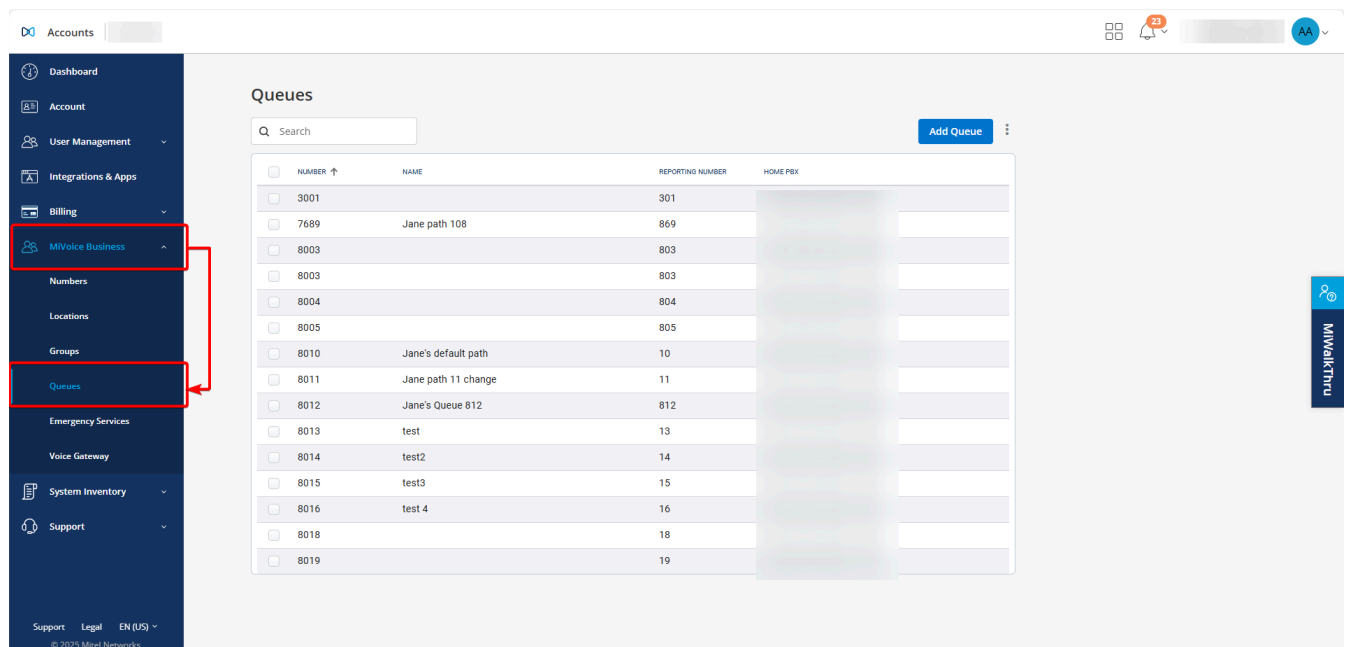 Accounts
23
AA
Dashboard
Account
User Management
Integrations & Apps
Billing
MiVoice Business
Numbers
Locations
Groups
Queues
Emergency Services
Voice Gateway
System Inventory
Support
Support Legal EN (US)
© 2025 Mitel Networks
Queues
Search
Add Queue
NUMBER NAME REPORTING NUMBER HOME PBX
3001 301
7689 Jane path 108 869
8003 803
8003 803
8004 804
8005 805
8010 Jane's default path 10
8011 Jane path 11 change 11
8012 Jane's Queue 812 812
8013 test 13
8014 test2 14
8015 test3 15
8016 test 4 16
8018 18
8019 19
MiWalkThru